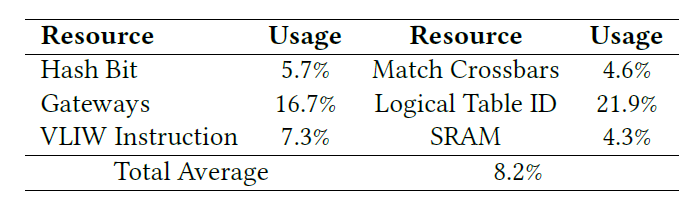 Resource Usage Resource Usage
Hash Bit 5.7% Match Crossbars 4.6%
Gateways 16.7% Logical Table ID 21.9%
VLIW Instruction 7.3% SRAM 4.3%
Total Average 8.2%